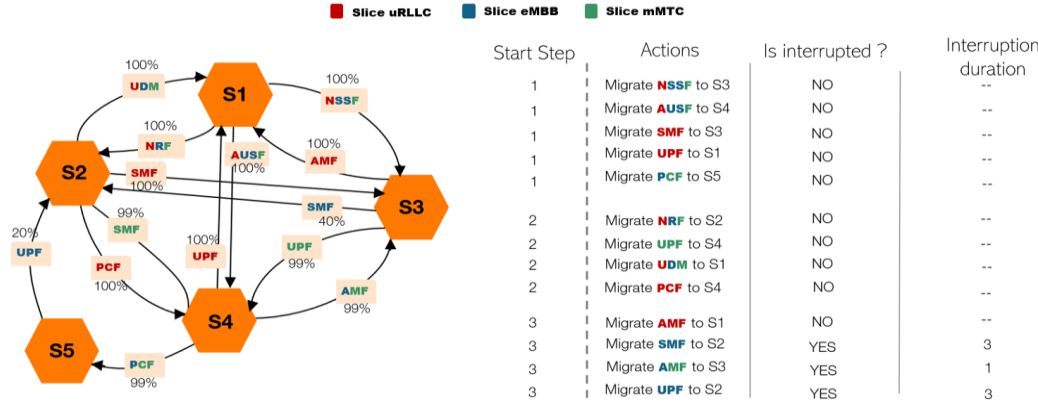 Slice uRLLC Slice eMBB Slice mMTC
100%
UDM
S1
100%
NSSF
100%
NRF
AUSF
100%
100%
AMF
S2
SMF
100%
SMF
40%
S3
99%
SMF
20%
UPF
PCF
100%
100%
UPF
UPF
99%
AMF
99%
S4
S5
PCF
99%
Start Step Actions Is interrupted ? Interruption duration
1 Migrate NSSF to S3 NO --
1 Migrate AUSF to S4 NO --
1 Migrate SMF to S3 NO --
1 Migrate UPF to S1 NO --
1 Migrate PCF to S5 NO --
2 Migrate NRF to S2 NO --
2 Migrate UPF to S4 NO --
2 Migrate UDM to S1 NO --
2 Migrate PCF to S4 NO --
3 Migrate AMF to S1 NO --
3 Migrate SMF to S2 YES 3
3 Migrate AMF to S3 YES 1
3 Migrate UPF to S2 YES 3